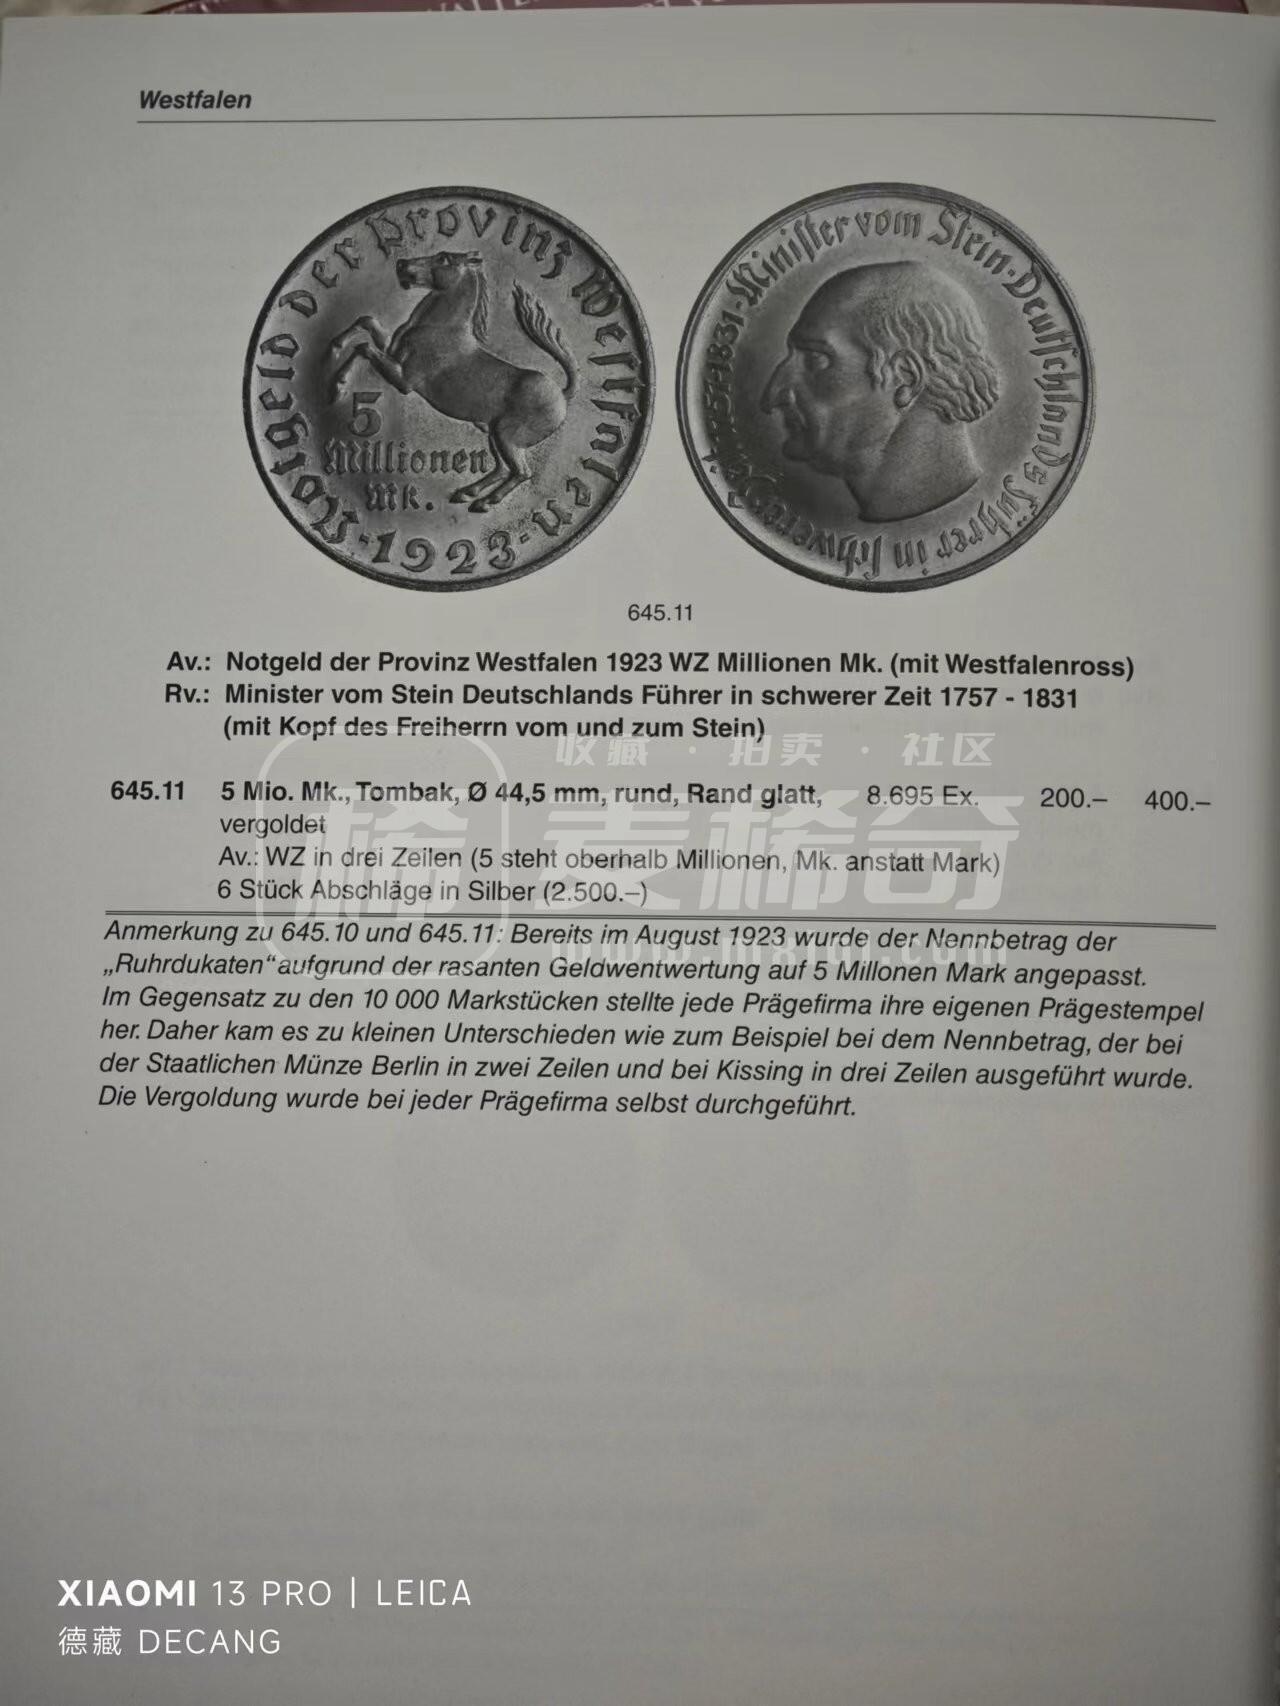 Westfalen
Notgeld der Provinz Westfalen
5
Millionen
Mk.
·1923·
Minister vom Stein·Deutschlands Führer in schwerer
1757-1831·
645.11
Av.: Notgeld der Provinz Westfalen 1923 WZ Millionen Mk. (mit Westfalenross)
Rv.: Minister vom Stein Deutschlands Führer in schwerer Zeit 1757 - 1831
(mit Kopf des Freiherrn vom und zum Stein)
收藏 · 拍卖 · 社区
645.11 5 Mio. Mk., Tombak, Ø 44,5 mm, rund, Rand glatt, 8.695 Ex. 200.– 400.–
vergoldet
稀 麦稀奇
Av.: WZ in drei Zeilen (5 steht oberhalb Millionen, Mk. anstatt Mark)
6 Stück Abschläge in Silber (2.500.–)
Anmerkung zu 645.10 und 645.11: Bereits im August 1923 wurde der Nennbetrag der
„Ruhrdukaten“ aufgrund der rasanten Geldwentwertung auf 5 Millonen Mark angepasst.
Im Gegensatz zu den 10 000 Markstücken stellte jede Prägefirma ihre eigenen Prägestempel
her. Daher kam es zu kleinen Unterschieden wie zum Beispiel bei dem Nennbetrag, der bei
der Staatlichen Münze Berlin in zwei Zeilen und bei Kissing in drei Zeilen ausgeführt wurde.
Die Vergoldung wurde bei jeder Prägefirma selbst durchgeführt.
XIAOMI 13 PRO | LEICA
德藏 DECANG